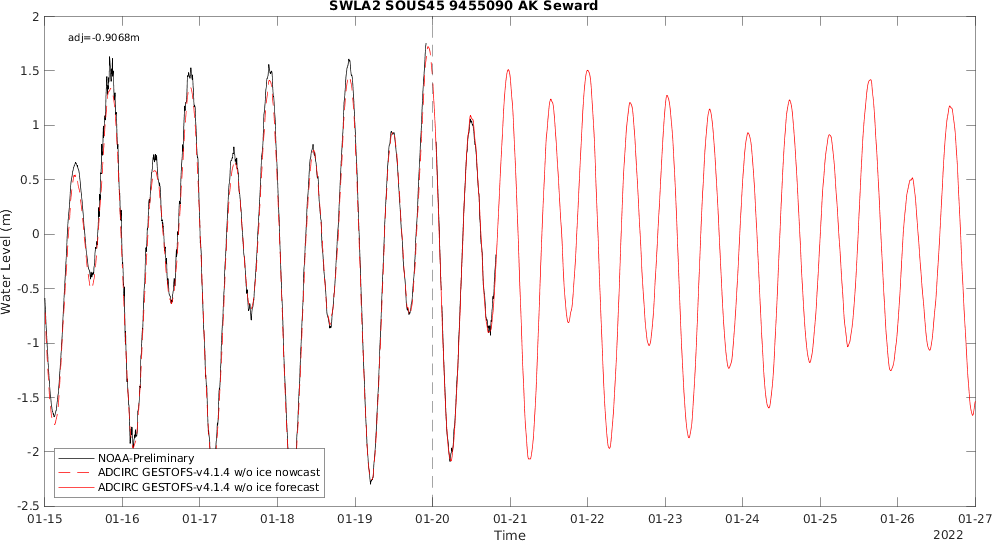 SWLA2 SOUS45 9455090 AK Seward
adj=-0.9068m
Water Level (m)
2
1.5
1
0.5
0
-0.5
-1
-1.5
-2
-2.5
NOAA-Preliminary
ADCIRC GESTOFS-v4.1.4 w/o ice nowcast
ADCIRC GESTOFS-v4.1.4 w/o ice forecast
01-15 01-16 01-17 01-18 01-19 01-20 01-21 01-22 01-23 01-24 01-25 01-26 01-27
Time
2022